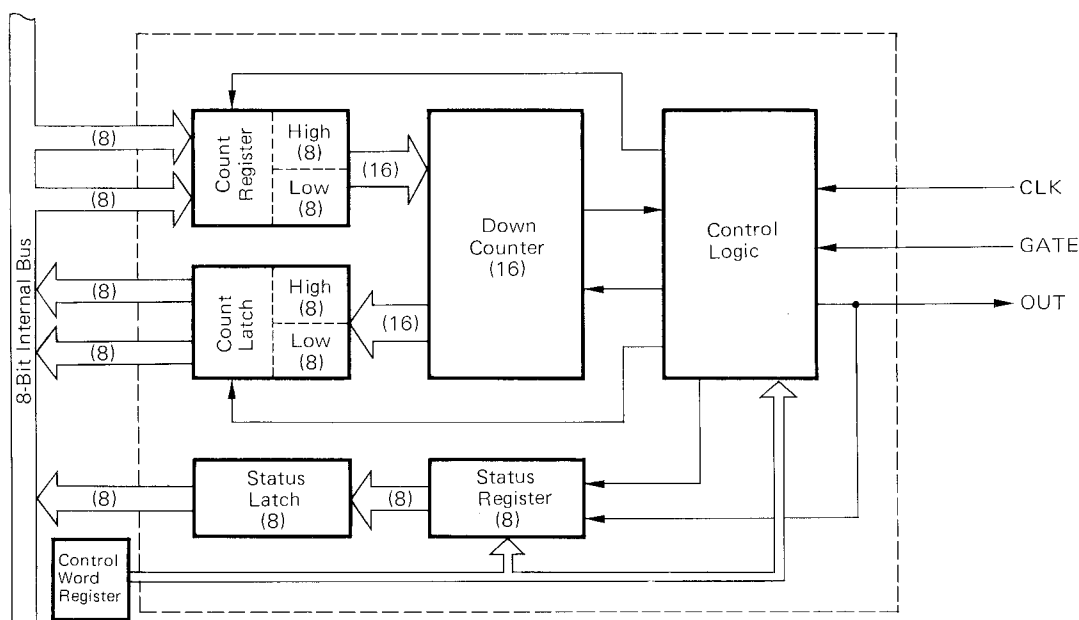 8-Bit Internal Bus
(8)
(8)
Count
Register
High
(8)
Low
(8)
(16)
Down
Counter
(16)
Control
Logic
CLK
GATE
OUT
(8)
(8)
Count
Latch
High
(8)
Low
(8)
(16)
(8)
Status
Latch
(8)
(8)
Status
Register
(8)
Control
Word
Register